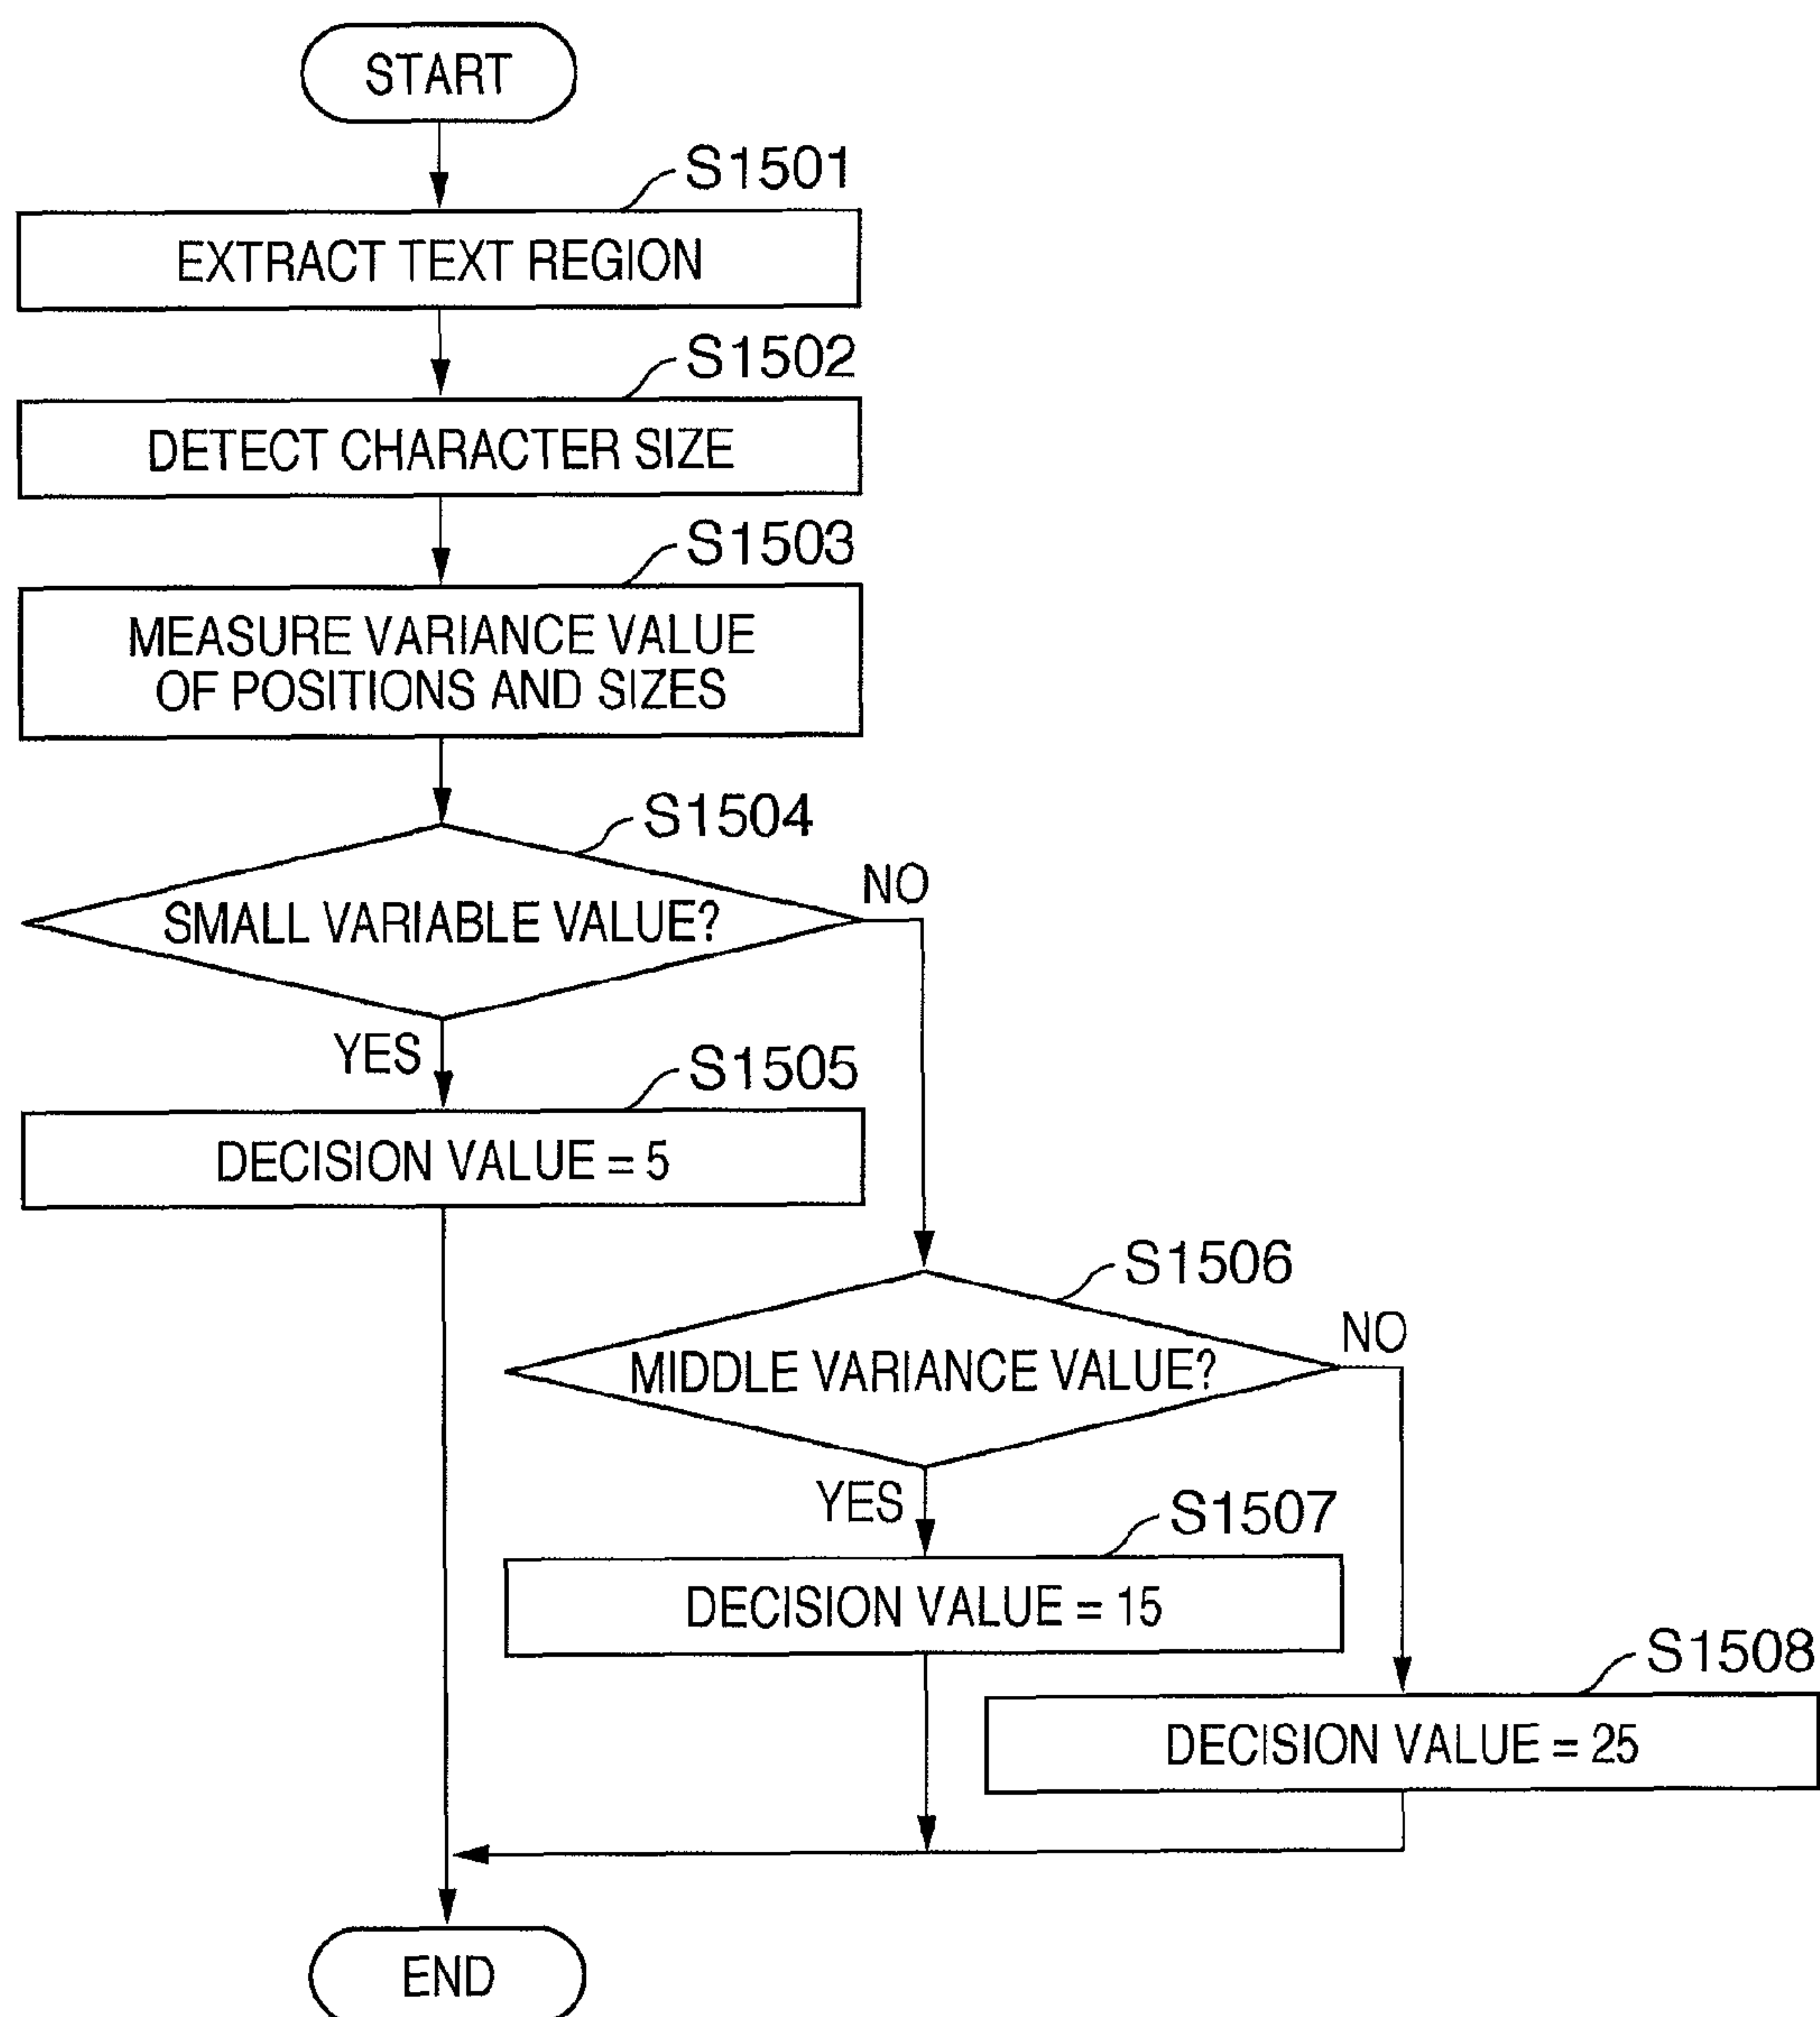 START
S1501
EXTRACT TEXT REGION
S1502
DETECT CHARACTER SIZE
S1503
MEASURE VARIANCE VALUE
OF POSITIONS AND SIZES
S1504
SMALL VARIABLE VALUE?
NO
YES
S1505
DECISION VALUE = 5
S1506
MIDDLE VARIANCE VALUE?
NO
YES
S1507
DECISION VALUE = 15
S1508
DECISION VALUE = 25
END